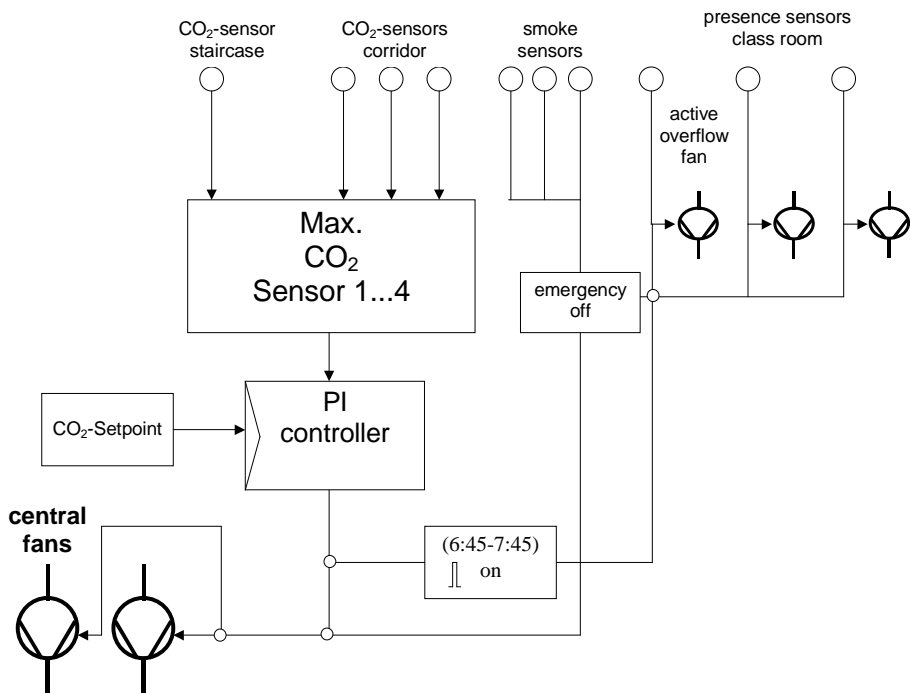 CO₂-sensor
staircase
CO₂-sensors
corridor
smoke
sensors
presence sensors
class room
active
overflow
fan
Max.
CO₂
Sensor 1...4
emergency
off
PI
controller
CO₂-Setpoint
central
fans
(6:45-7:45)
on